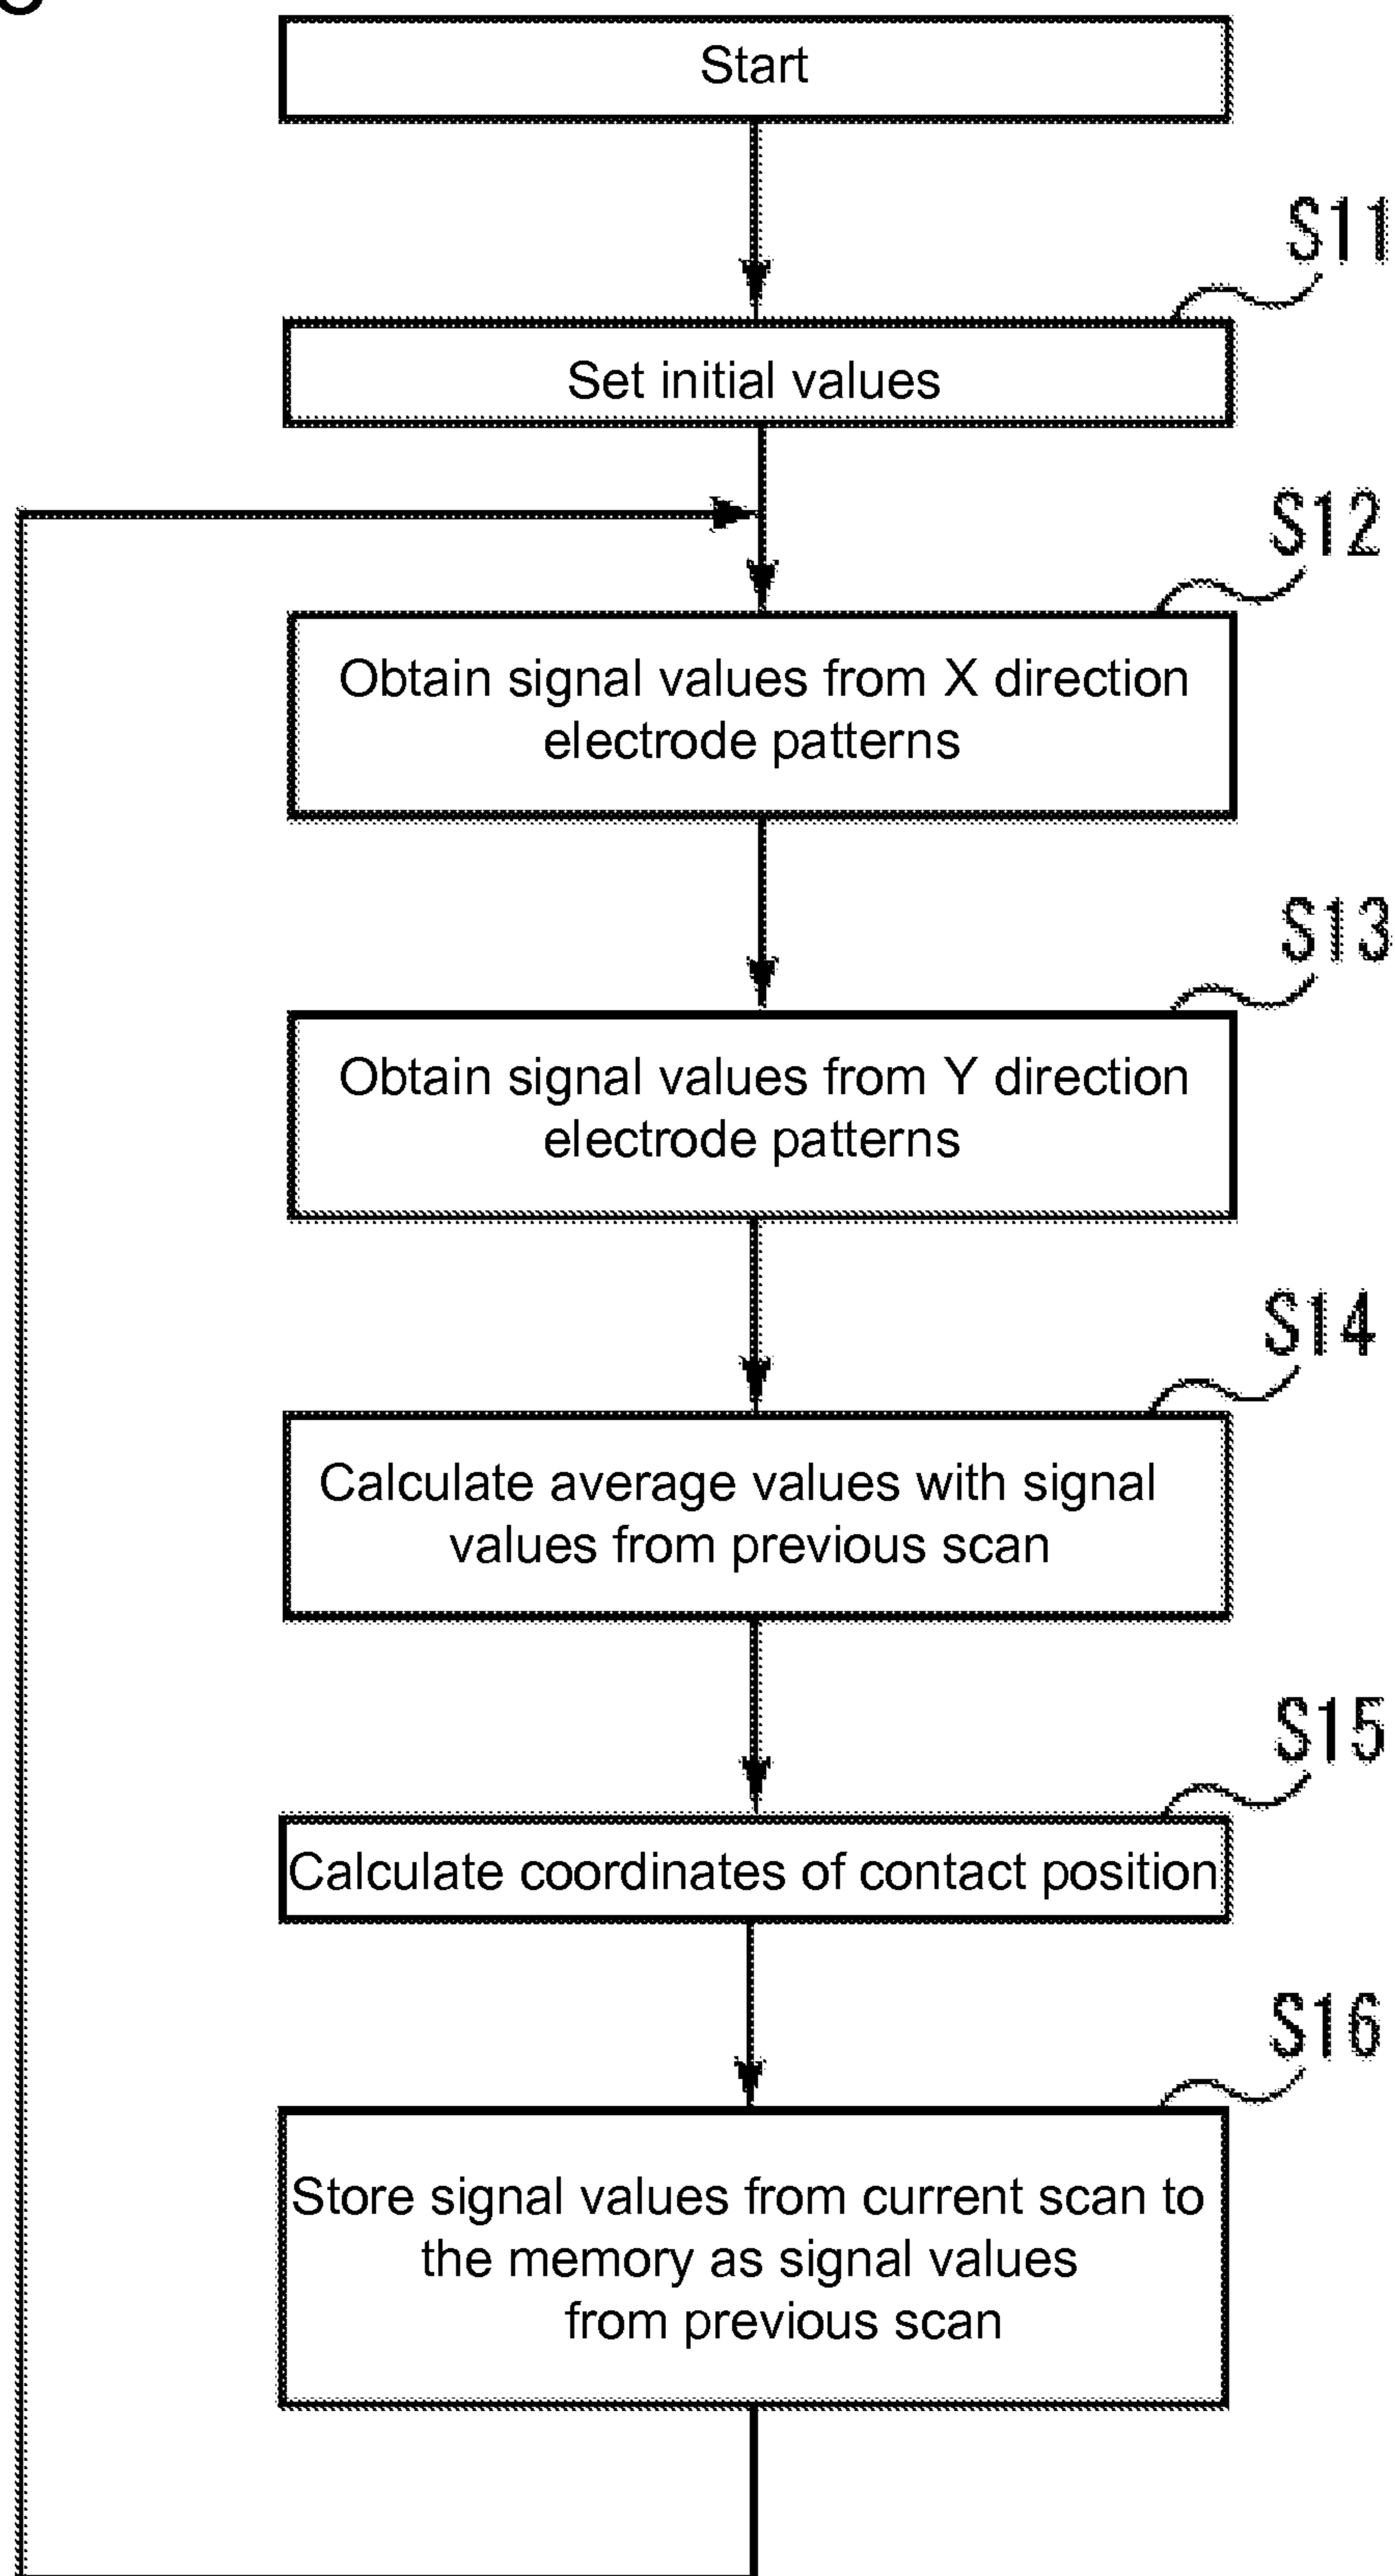 Start
S11
Set initial values
S12
Obtain signal values from X direction
electrode patterns
S13
Obtain signal values from Y direction
electrode patterns
S14
Calculate average values with signal
values from previous scan
S15
Calculate coordinates of contact position
S16
Store signal values from current scan to
the memory as signal values
from previous scan